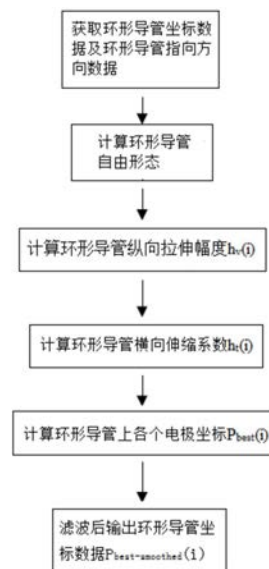 获取环形导管坐标数
据及环形导管指向方
向数据
计算环形导管
自由形态
计算环形导管纵向拉伸幅度hv(i)
计算环形导管横向伸缩系数ht(i)
计算环形导管上各个电极坐标Pbest(i)
滤波后输出环形导管坐
标数据Pbest-smoothed(i)